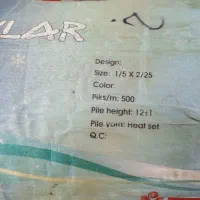 LAR
Design:
Size: 1/5 X 2/25
Color:
Piks/m: 500
Pile height: 12±1
Pile yarn: Heat set
Q.C: